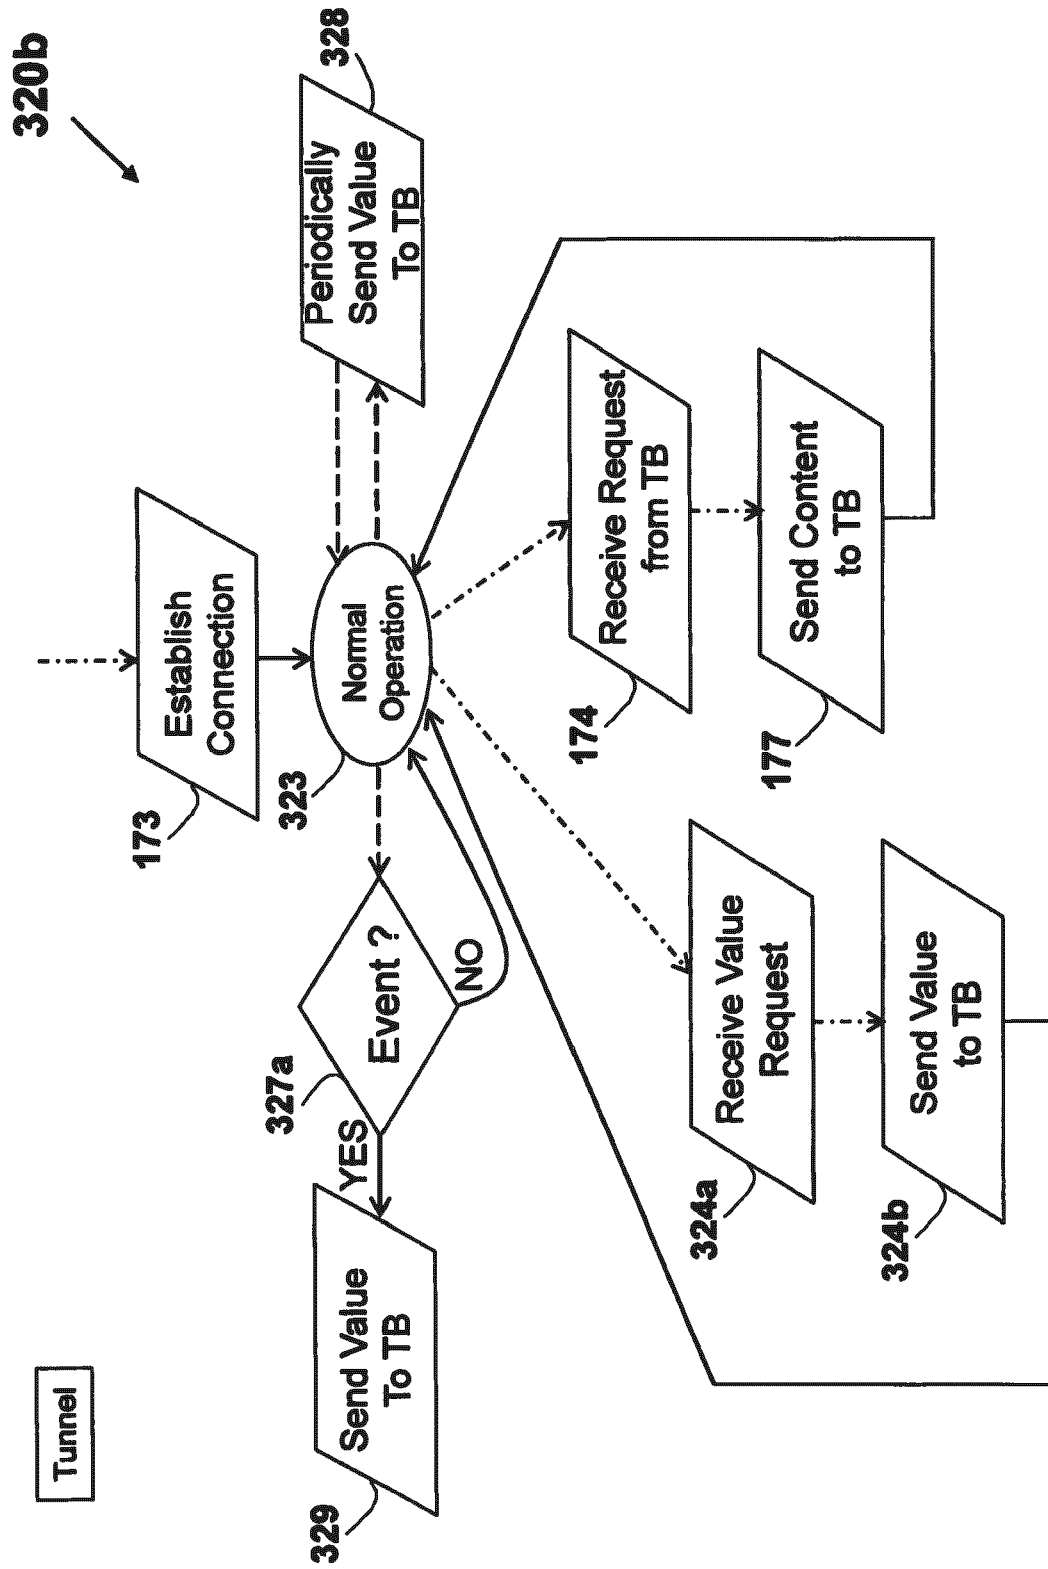 Tunnel
320b
173
Establish
Connection
323
Normal
Operation
328
Periodically
Send Value
To TB
327a
Event ?
YES
NO
329
Send Value
To TB
174
Receive Request
from TB
177
Send Content
to TB
324a
Receive Value
Request
324b
Send Value
to TB